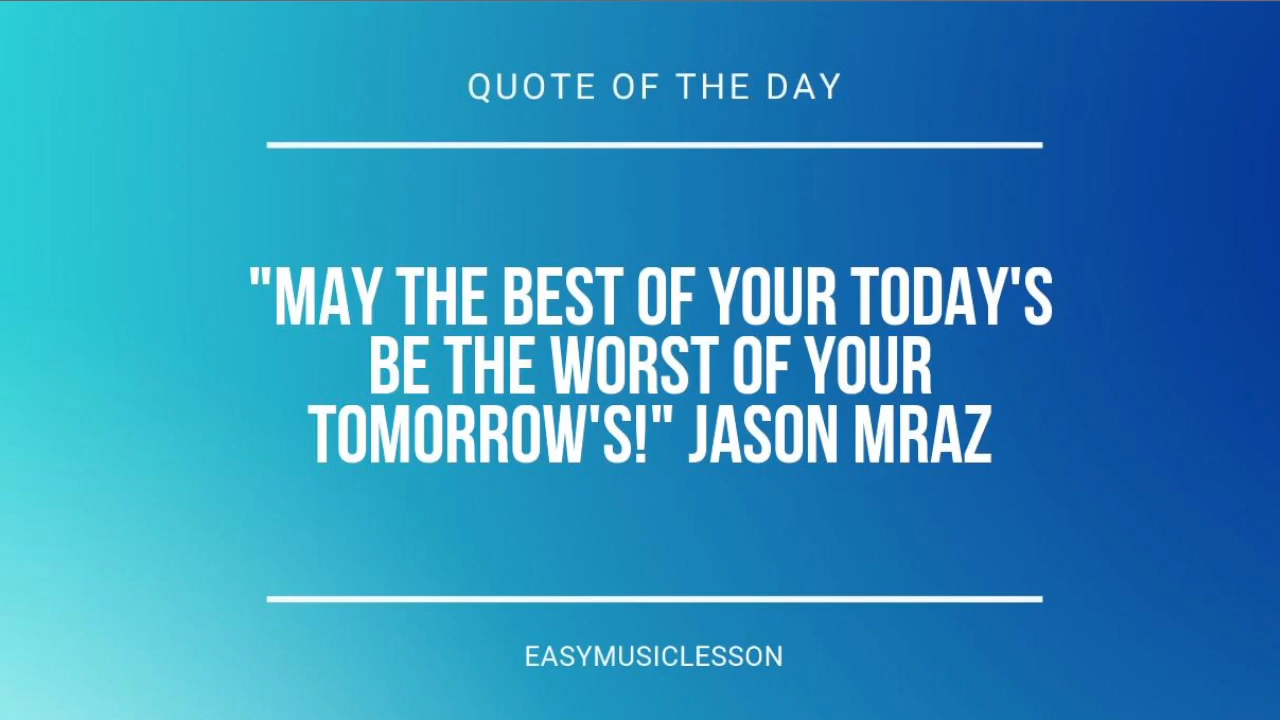 QUOTE OF THE DAY
"MAY THE BEST OF YOUR TODAY'S
BE THE WORST OF YOUR
TOMORROW'S!" JASON MRAZ
EASYMUSICLESSON